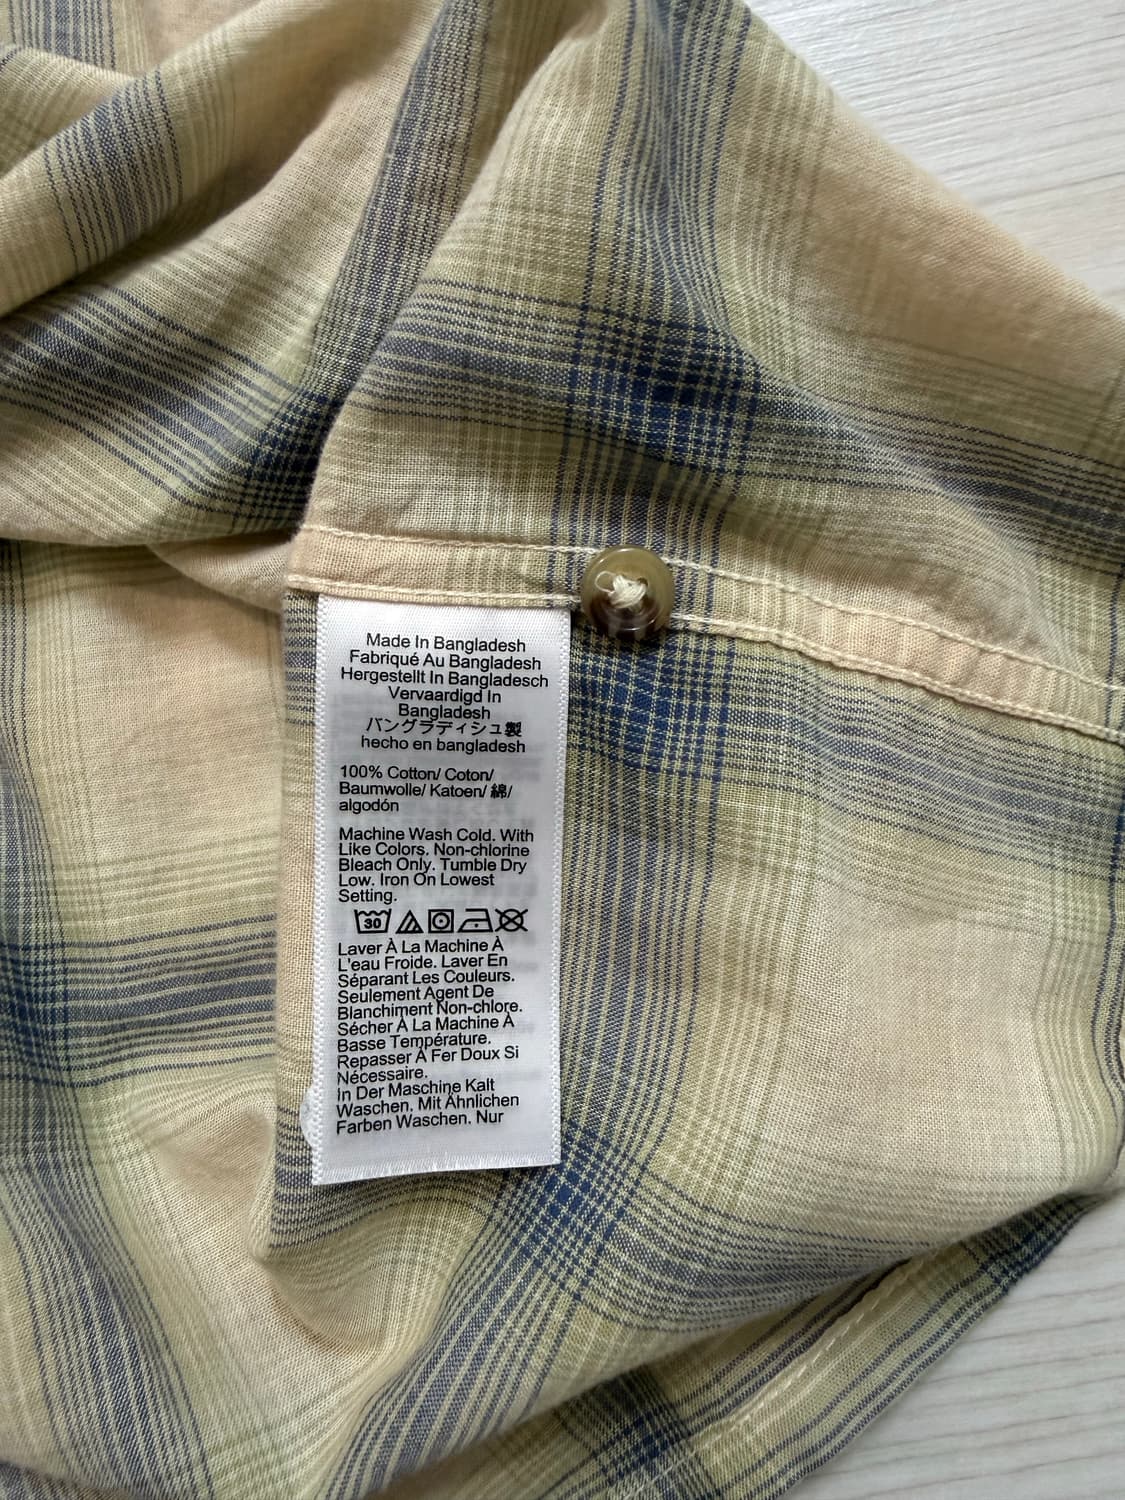 Made In Bangladesh
Fabriqué Au Bangladesh
Hergestellt In Bangladesch
Vervaardigd In
Bangladesh
バングラディシュ製
hecho en bangladesh
100% Cotton/ Coton/
Baumwolle/ Katoen/ 綿/
algodón
Machine Wash Cold. With
Like Colors. Non-chlorine
Bleach Only. Tumble Dry
Low. Iron On Lowest
Setting.
30
Laver À La Machine À
L'eau Froide. Laver En
Séparant Les Couleurs.
Seulement Agent De
Blanchiment Non-chlore.
Sécher À La Machine À
Basse Température.
Repasser À Fer Doux Si
Nécessaire.
In Der Maschine Kalt
Waschen. Mit Ähnlichen
Farben Waschen. Nur